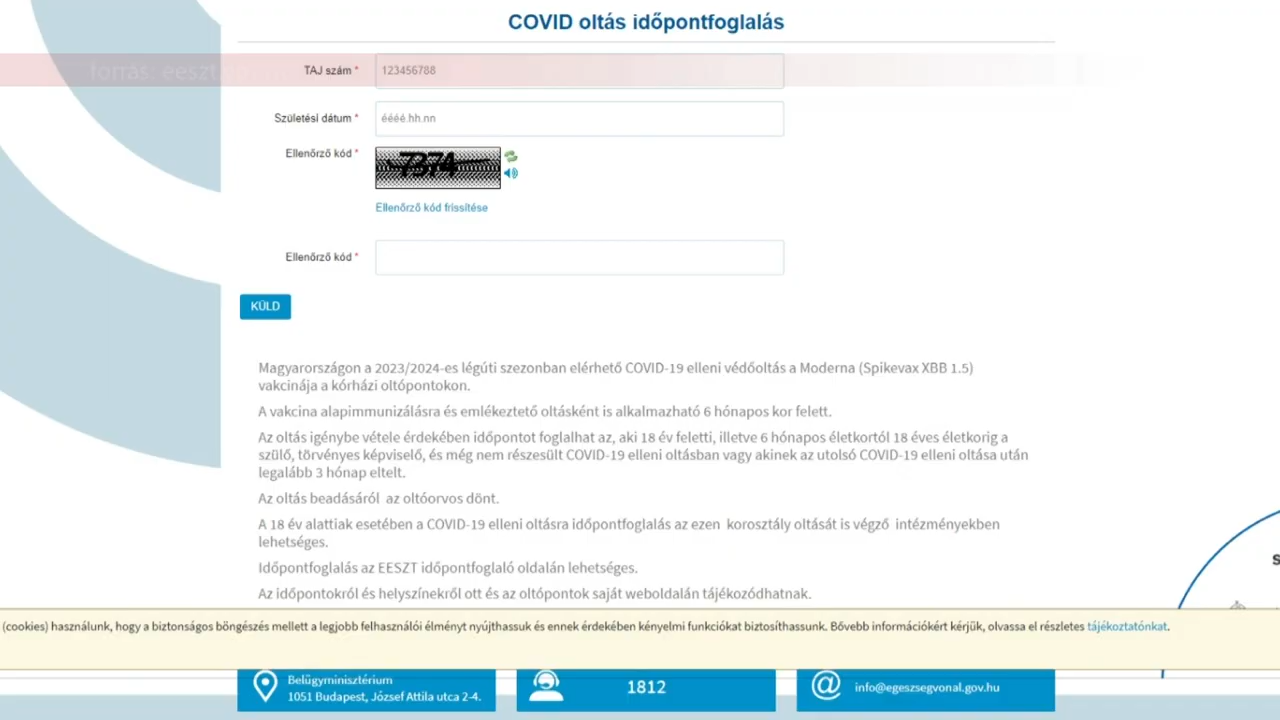 COVID oltás időpontfoglalás
forrás: eeszt
TAJ szám * 123456788
Születési dátum * éééé.hh.nn
Ellenőrző kód * 7374
Ellenőrző kód frissítése
Ellenőrző kód *
KÜLD
Magyarországon a 2023/2024-es légúti szezonban elérhető COVID-19 elleni védőoltás a Moderna (Spikevax XBB 1.5)
vakcinája a kórházi oltópontokon.
A vakcina alapimmunizálásra és emlékeztető oltásként is alkalmazható 6 hónapos kor felett.
Az oltás igénybe vétele érdekében időpontot foglalhat az, aki 18 év feletti, illetve 6 hónapos életkortól 18 éves életkorig a
szülő, törvényes képviselő, és még nem részesült COVID-19 elleni oltásban vagy akinek az utolsó COVID-19 elleni oltása után
legalább 3 hónap eltelt.
Az oltás beadásáról az oltóorvos dönt.
A 18 év alattiak esetében a COVID-19 elleni oltásra időpontfoglalás az ezen korosztály oltását is végző intézményekben
lehetséges.
Időpontfoglalás az EESZT időpontfoglaló oldalán lehetséges.
Az időpontokról és helyszínekről ott és az oltópontok saját weboldalán tájékozódhatnak.
(cookies) használunk, hogy a biztonságos böngészés mellett a legjobb felhasználói élményt nyújthassuk és ennek érdekében kényelmi funkciókat biztosíthassunk. Bővebb információkért kérjük, olvassa el részletes tájékoztatónkat.
Belügyminisztérium
1051 Budapest, József Attila utca 2-4.
1812
info@egeszsegvonal.gov.hu